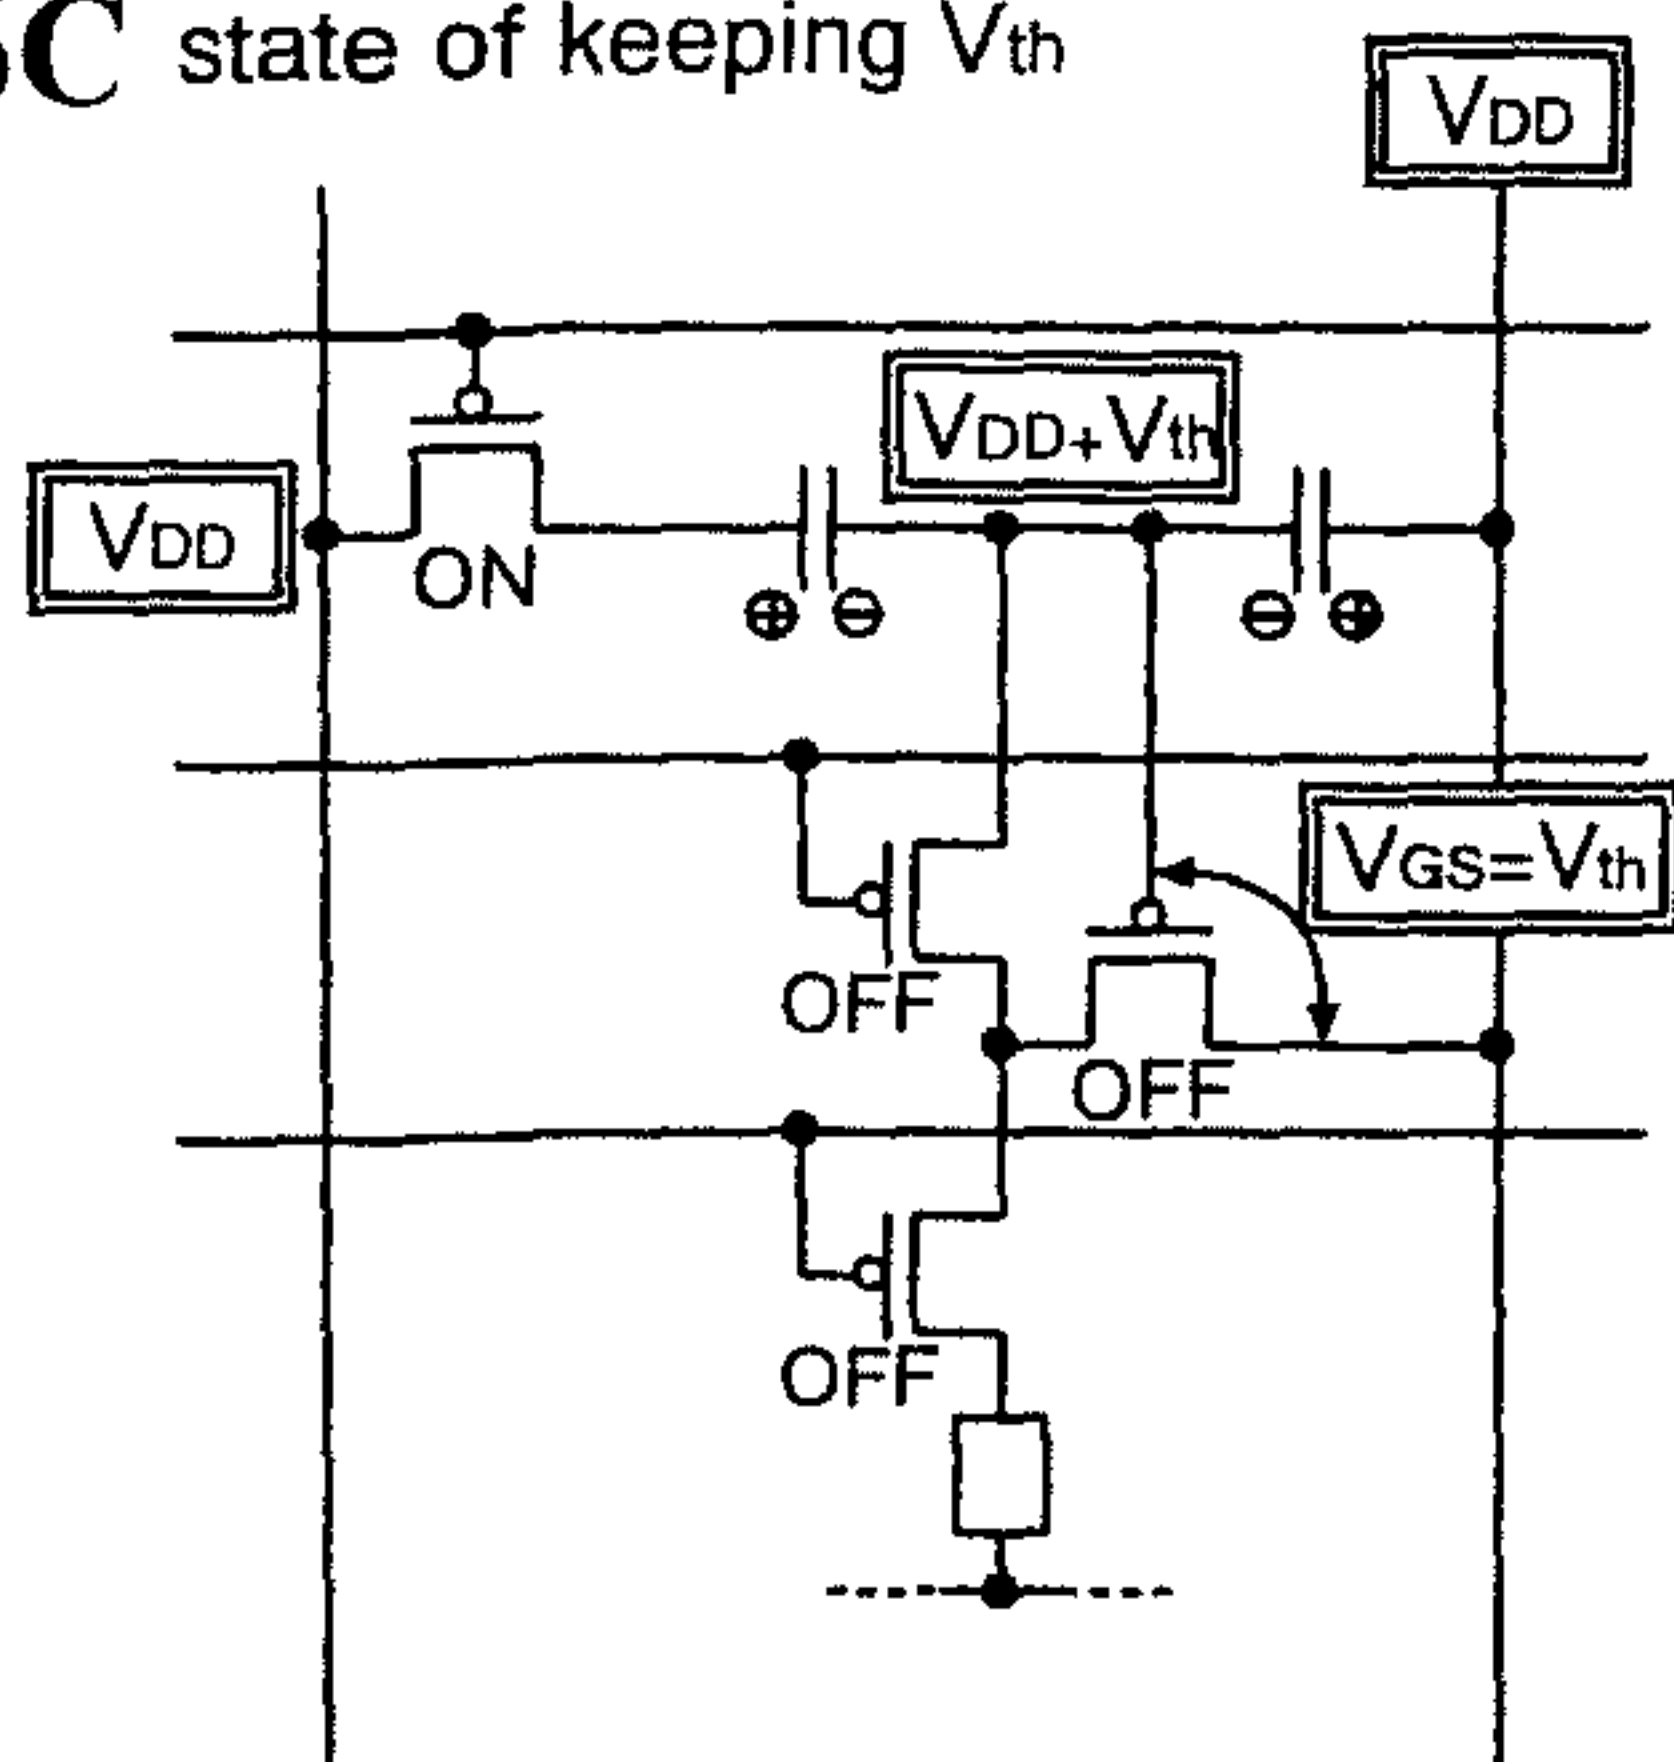 C state of keeping Vth
VDD
VDD+Vth
VDD
ON
⊕ ⊖
⊖ ⊕
VGS=Vth
OFF
OFF
OFF